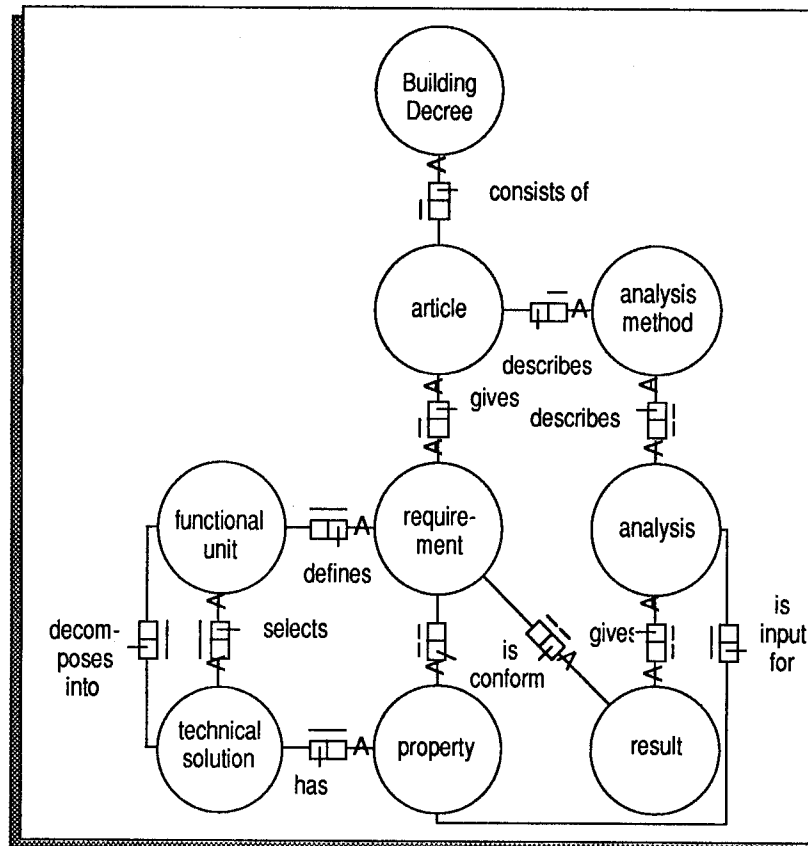 Building
Decree
consists of
article
analysis
method
describes
gives
describes
functional
unit
require-
ment
analysis
defines
decom-
poses
into
selects
is
conform
gives
is
input
for
technical
solution
has
property
result